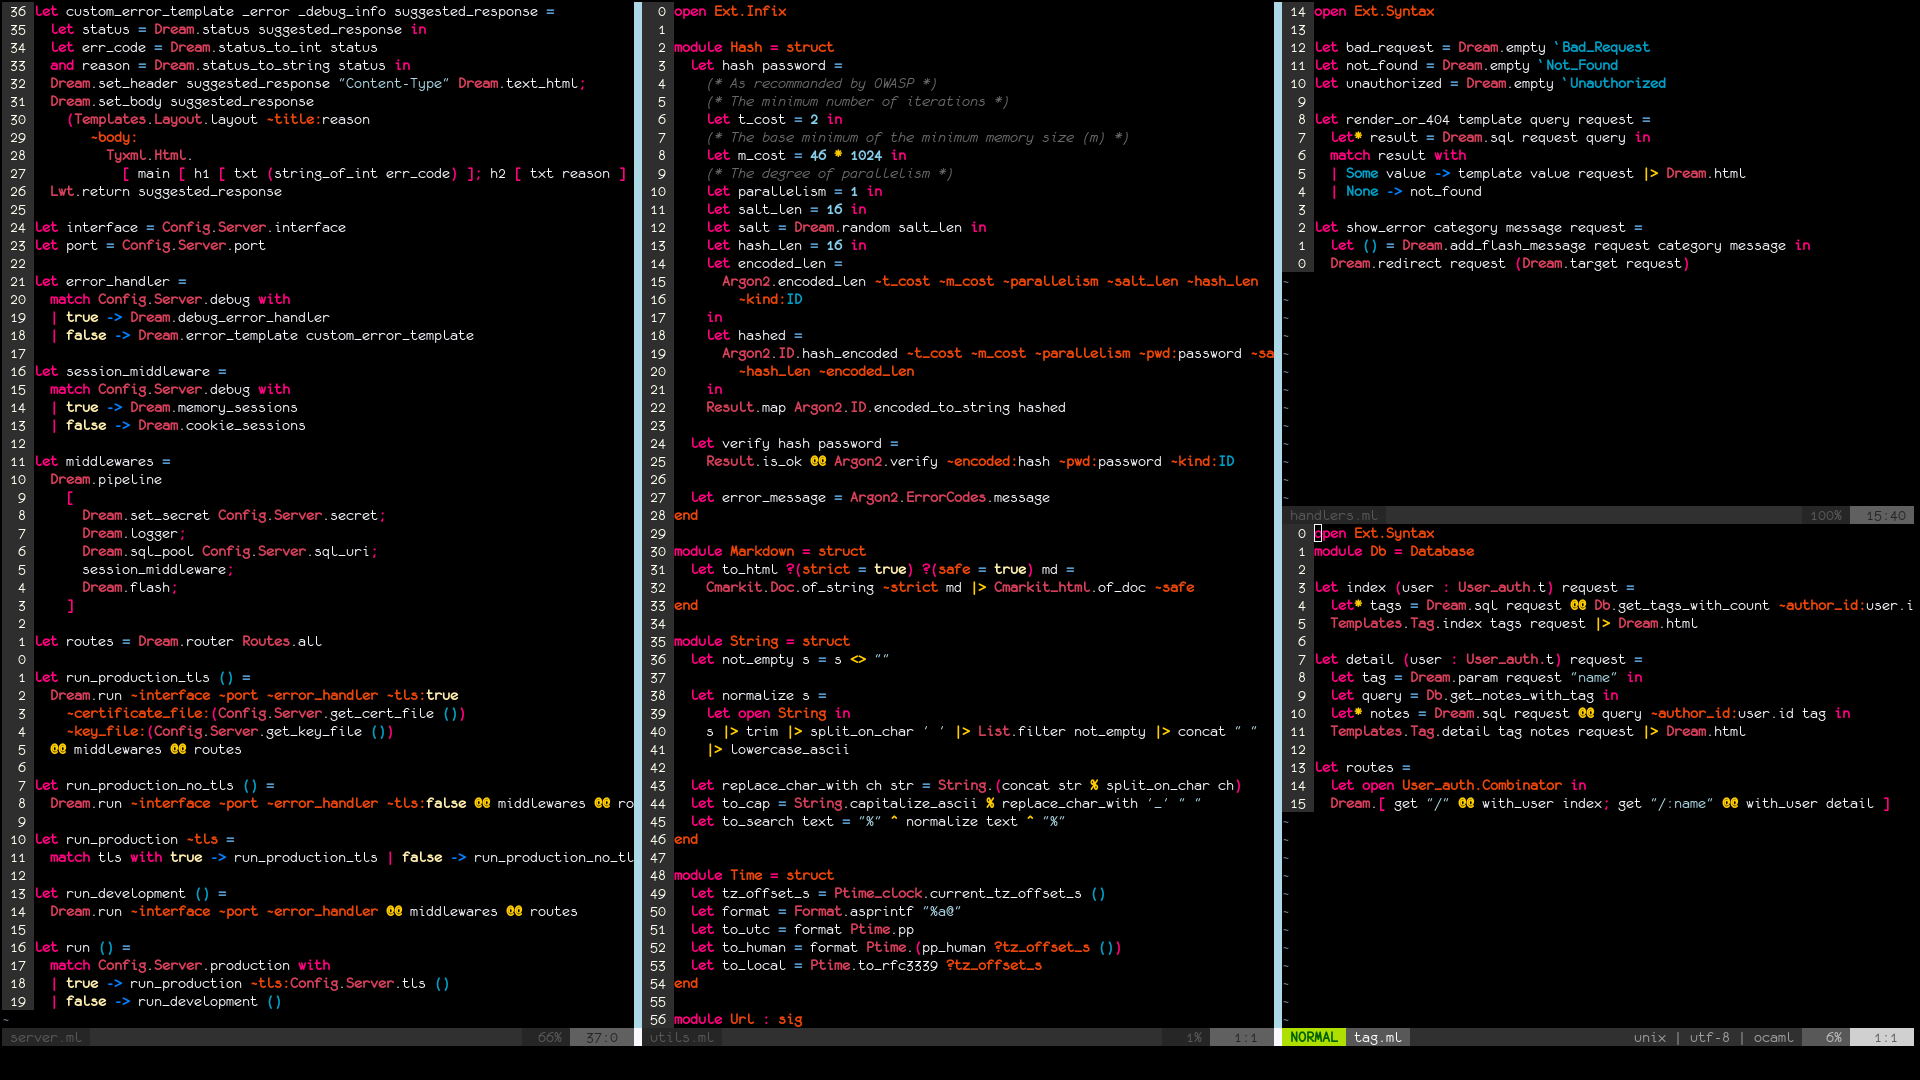 36 let custom_error_template _error _debug_info suggested_response =
35   let status = Dream.status suggested_response in
34   let err_code = Dream.status_to_int status
33   and reason = Dream.status_to_string status in
32   Dream.set_header suggested_response "Content-Type" Dream.text_html;
31   Dream.set_body suggested_response
30     (Templates.Layout.layout ~title:reason
29        ~body:
28          Tyxml.Html.
27            [ main [ h1 [ txt (string_of_int err_code) ]; h2 [ txt reason ]
26   Lwt.return suggested_response
25
24 let interface = Config.Server.interface
23 let port = Config.Server.port
22
21 let error_handler =
20   match Config.Server.debug with
19   | true -> Dream.debug_error_handler
18   | false -> Dream.error_template custom_error_template
17
16 let session_middleware =
15   match Config.Server.debug with
14   | true -> Dream.memory_sessions
13   | false -> Dream.cookie_sessions
12
11 let middlewares =
10   Dream.pipeline
9     [
8       Dream.set_secret Config.Server.secret;
7       Dream.logger;
6       Dream.sql_pool Config.Server.sql_uri;
5       session_middleware;
4       Dream.flash;
3     ]
2
1 let routes = Dream.router Routes.all
0
1 let run_production_tls () =
2   Dream.run ~interface ~port ~error_handler ~tls:true
3     ~certificate_file:(Config.Server.get_cert_file ())
4     ~key_file:(Config.Server.get_key_file ())
5   @@ middlewares @@ routes
6
7 let run_production_no_tls () =
8   Dream.run ~interface ~port ~error_handler ~tls:false @@ middlewares @@ ro
9
10 let run_production ~tls =
11   match tls with true -> run_production_tls | false -> run_production_no_tl
12
13 let run_development () =
14   Dream.run ~interface ~port ~error_handler @@ middlewares @@ routes
15
16 let run () =
17   match Config.Server.production with
18   | true -> run_production ~tls:Config.Server.tls ()
19   | false -> run_development ()
~
server.ml 66% 37:0
0 open Ext.Infix
1
2 module Hash = struct
3   let hash password =
4     (* As recommanded by OWASP *)
5     (* The minimum number of iterations *)
6     let t_cost = 2 in
7     (* The base minimum of the minimum memory size (m) *)
8     let m_cost = 46 * 1024 in
9     (* The degree of parallelism *)
10     let parallelism = 1 in
11     let salt_len = 16 in
12     let salt = Dream.random salt_len in
13     let hash_len = 16 in
14     let encoded_len =
15       Argon2.encoded_len ~t_cost ~m_cost ~parallelism ~salt_len ~hash_len
16         ~kind:ID
17     in
18     let hashed =
19       Argon2.ID.hash_encoded ~t_cost ~m_cost ~parallelism ~pwd:password ~sa
20         ~hash_len ~encoded_len
21     in
22     Result.map Argon2.ID.encoded_to_string hashed
23
24   let verify hash password =
25     Result.is_ok @@ Argon2.verify ~encoded:hash ~pwd:password ~kind:ID
26
27   let error_message = Argon2.ErrorCodes.message
28 end
29
30 module Markdown = struct
31   let to_html ?(strict = true) ?(safe = true) md =
32     Cmarkit.Doc.of_string ~strict md |> Cmarkit_html.of_doc ~safe
33 end
34
35 module String = struct
36   let not_empty s = s <> ""
37
38   let normalize s =
39     let open String in
40     s |> trim |> split_on_char ' ' |> List.filter not_empty |> concat " "
41     |> lowercase_ascii
42
43   let replace_char_with ch str = String.(concat str % split_on_char ch)
44   let to_cap = String.capitalize_ascii % replace_char_with '_' " "
45   let to_search text = "%" ^ normalize text ^ "%"
46 end
47
48 module Time = struct
49   let tz_offset_s = Ptime_clock.current_tz_offset_s ()
50   let format = Format.asprintf "%a@"
51   let to_utc = format Ptime.pp
52   let to_human = format Ptime.(pp_human ?tz_offset_s ())
53   let to_local = Ptime.to_rfc3339 ?tz_offset_s
54 end
55
56 module Url : sig
utils.ml 1% 1:1
14 open Ext.Syntax
13
12 let bad_request = Dream.empty `Bad_Request
11 let not_found = Dream.empty `Not_Found
10 let unauthorized = Dream.empty `Unauthorized
9
8 let render_or_404 template query request =
7   let* result = Dream.sql request query in
6   match result with
5   | Some value -> template value request |> Dream.html
4   | None -> not_found
3
2 let show_error category message request =
1   let () = Dream.add_flash_message request category message in
0   Dream.redirect request (Dream.target request)
~
~
~
~
~
~
~
~
~
~
~
~
~
handlers.ml 100% 15:40
0 open Ext.Syntax
1 module Db = Database
2
3 let index (user : User_auth.t) request =
4   let* tags = Dream.sql request @@ Db.get_tags_with_count ~author_id:user.i
5   Templates.Tag.index tags request |> Dream.html
6
7 let detail (user : User_auth.t) request =
8   let tag = Dream.param request "name" in
9   let query = Db.get_notes_with_tag in
10   let* notes = Dream.sql request @@ query ~author_id:user.id tag in
11   Templates.Tag.detail tag notes request |> Dream.html
12
13 let routes =
14   let open User_auth.Combinator in
15   Dream.[ get "/" @@ with_user index; get "/:name" @@ with_user detail ]
~
~
~
~
~
~
~
~
~
~
~
~
NORMAL tag.ml unix | utf-8 | ocaml 6% 1:1